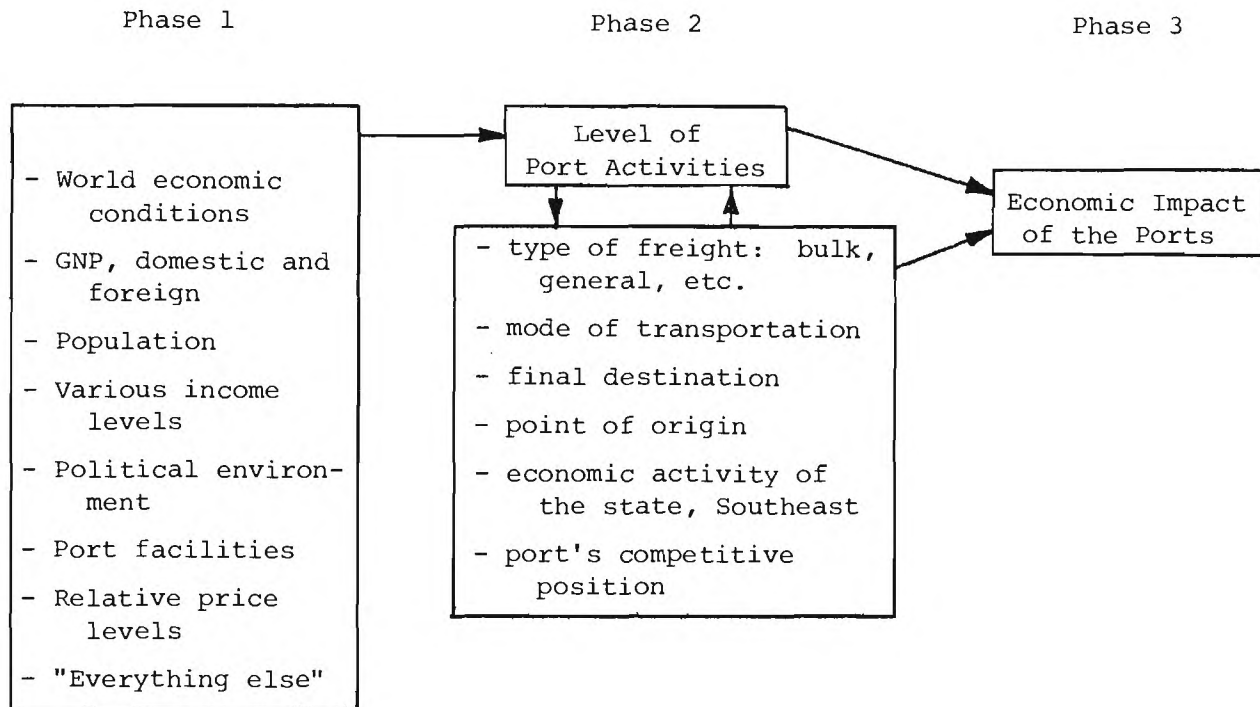 Phase 1
Phase 2
Phase 3
- World economic
conditions
- GNP, domestic and
foreign
- Population
- Various income
levels
- Political environ-
ment
- Port facilities
- Relative price
levels
- "Everything else"
Level of
Port Activities
- type of freight: bulk,
general, etc.
- mode of transportation
- final destination
- point of origin
- economic activity of
the state, Southeast
- port's competitive
position
Economic Impact
of the Ports